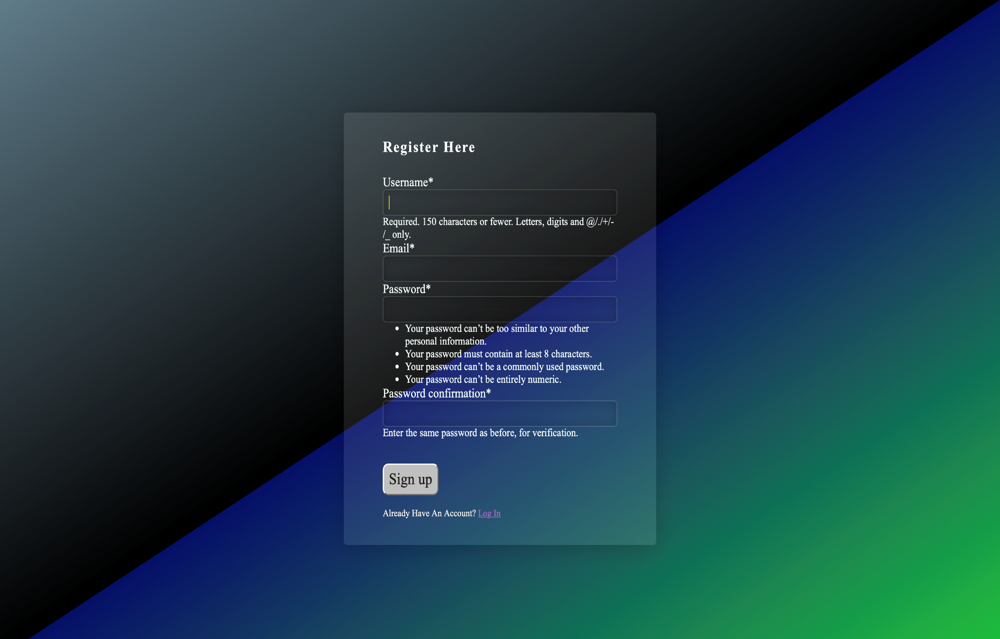 Register Here
Username*
Required. 150 characters or fewer. Letters, digits and @/./+/-
/_ only.
Email*
Password*
• Your password can’t be too similar to your other
personal information.
• Your password must contain at least 8 characters.
• Your password can’t be a commonly used password.
• Your password can’t be entirely numeric.
Password confirmation*
Enter the same password as before, for verification.
Sign up
Already Have An Account? Log In